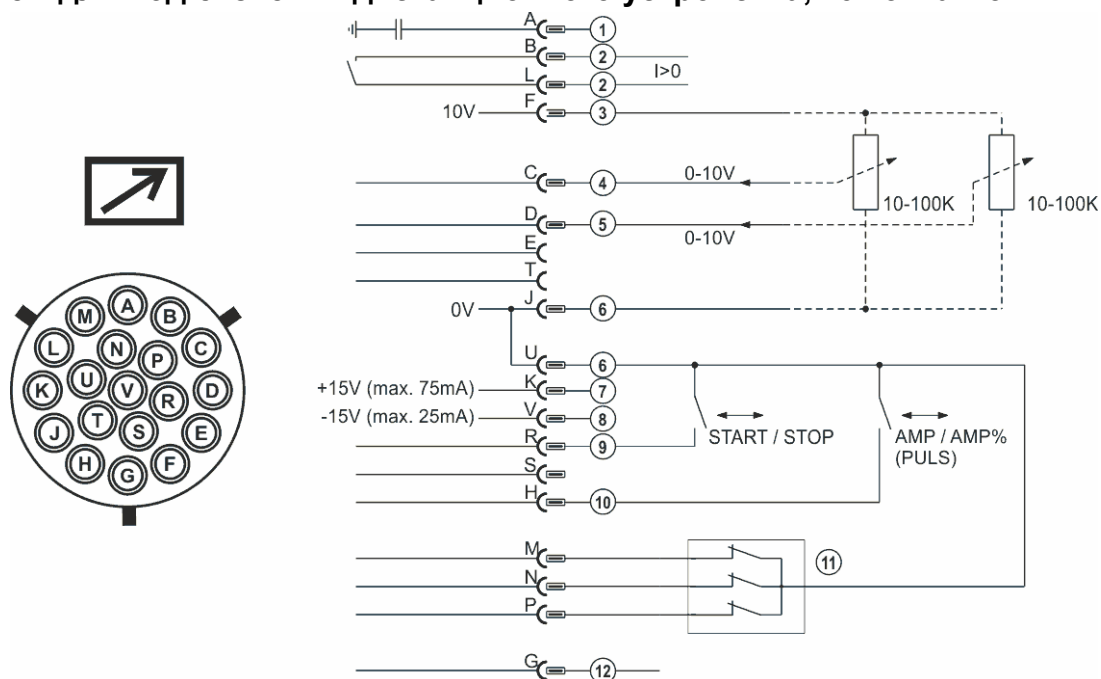 A 1
B 2
L 2 I>0
10V F 3
C 4 0-10V
10-100K 10-100K
D 5
0-10V
E
T
0V J 6
U 6
+15V (max. 75mA) K 7
-15V (max. 25mA) V 8
R 9 START / STOP AMP / AMP%
(PULS)
S
H 10
M 11
N
P
G 12
M A B
L N P C
K U V R D
J T S E
H G F